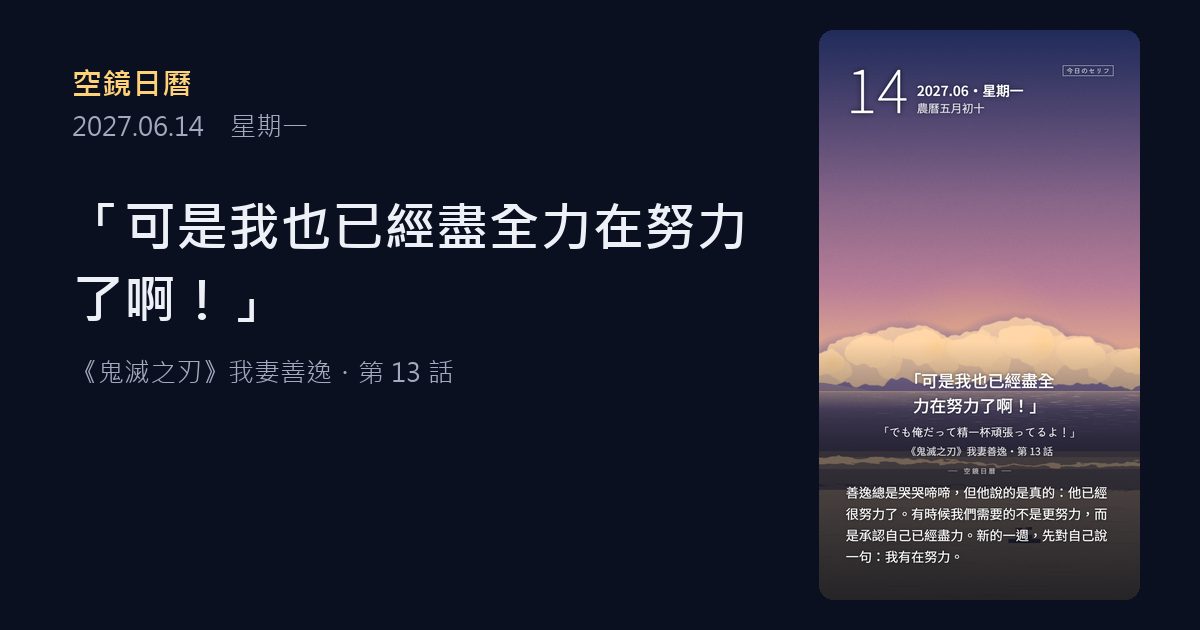 空鏡日曆
2027.06.14　星期一
「可是我也已經盡全力在努力
了啊！」
《鬼滅之刃》我妻善逸・第 13 話
今日のセリフ
14
2027.06・星期一
農曆五月初十
「可是我也已經盡全
力在努力了啊！」
「でも俺だって精一杯頑張ってるよ！」
《鬼滅之刃》我妻善逸・第 13 話
— 空鏡日曆 —
善逸總是哭哭啼啼，但他說的是真的：他已經
很努力了。有時候我們需要的不是更努力，而
是承認自己已經盡力。新的一週，先對自己說
一句：我有在努力。